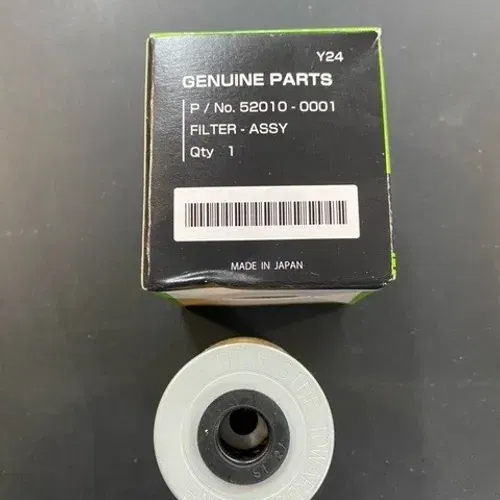 Y24
GENUINE PARTS
P / No. 52010 - 0001
FILTER - ASSY
Qty 1
MADE IN JAPAN